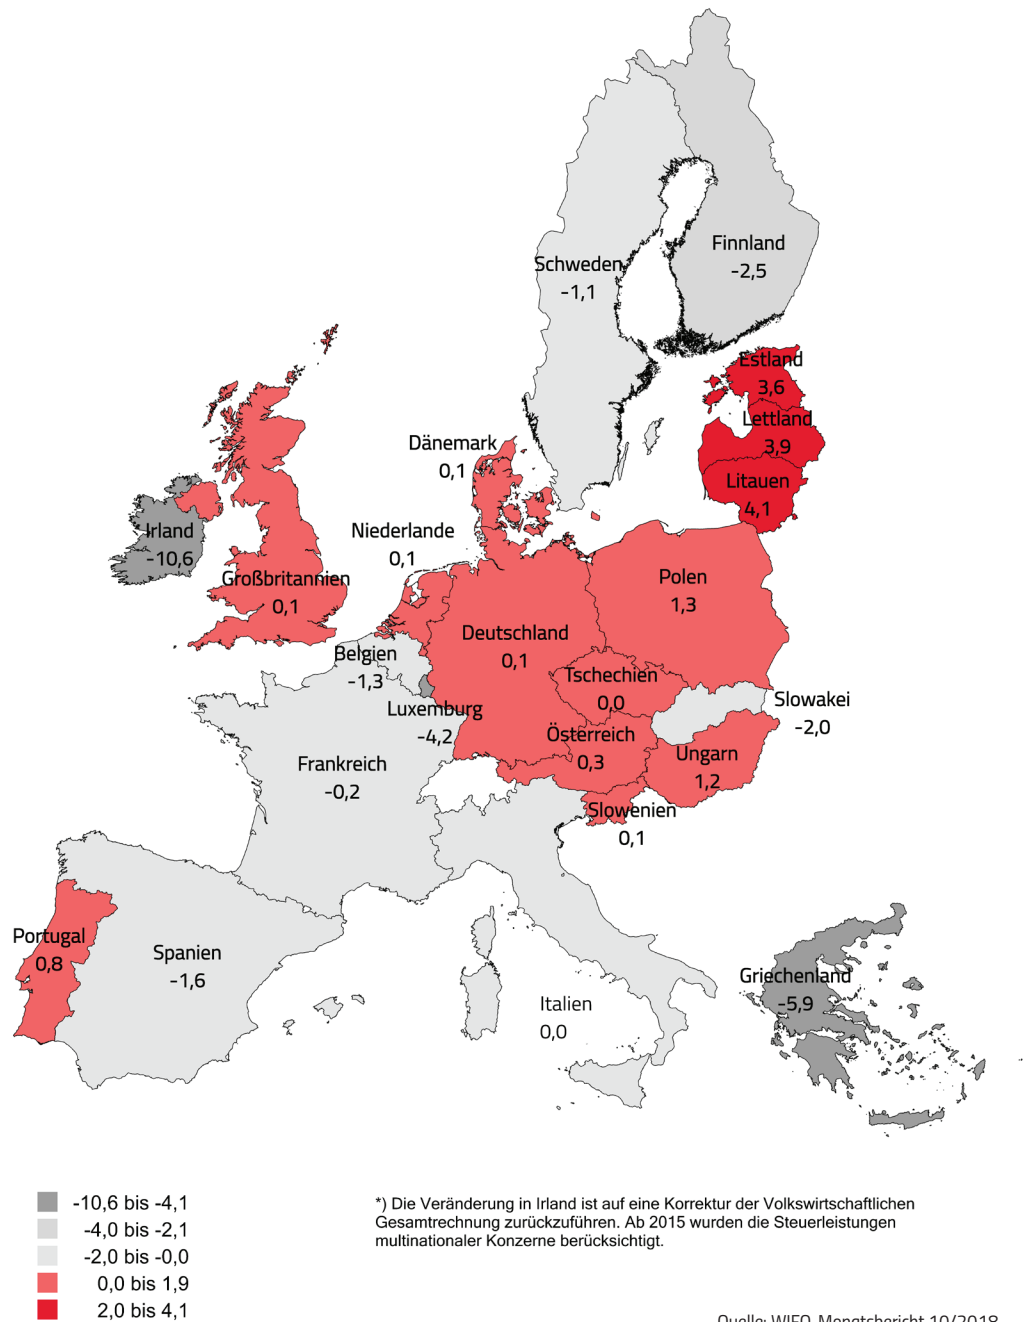 Finnland
-2,5
Schweden
-1,1
Estland
3,6
Lettland
3,9
Litauen
4,1
Dänemark
0,1
Irland
-10,6
Niederlande
0,1
Großbritannien
0,1
Polen
1,3
Deutschland
0,1
Belgien
-1,3
Tschechien
0,0
Luxemburg
-4,2
Slowakei
-2,0
Österreich
0,3
Ungarn
1,2
Frankreich
-0,2
Slowenien
0,1
Portugal
0,8
Spanien
-1,6
Italien
0,0
Griechenland
-5,9
-10,6 bis -4,1
-4,0 bis -2,1
-2,0 bis -0,0
0,0 bis 1,9
2,0 bis 4,1
*) Die Veränderung in Irland ist auf eine Korrektur der Volkswirtschaftlichen
Gesamtrechnung zurückzuführen. Ab 2015 wurden die Steuerleistungen
multinationaler Konzerne berücksichtigt.
Quelle: WIFO-Monatsbericht 10/2018